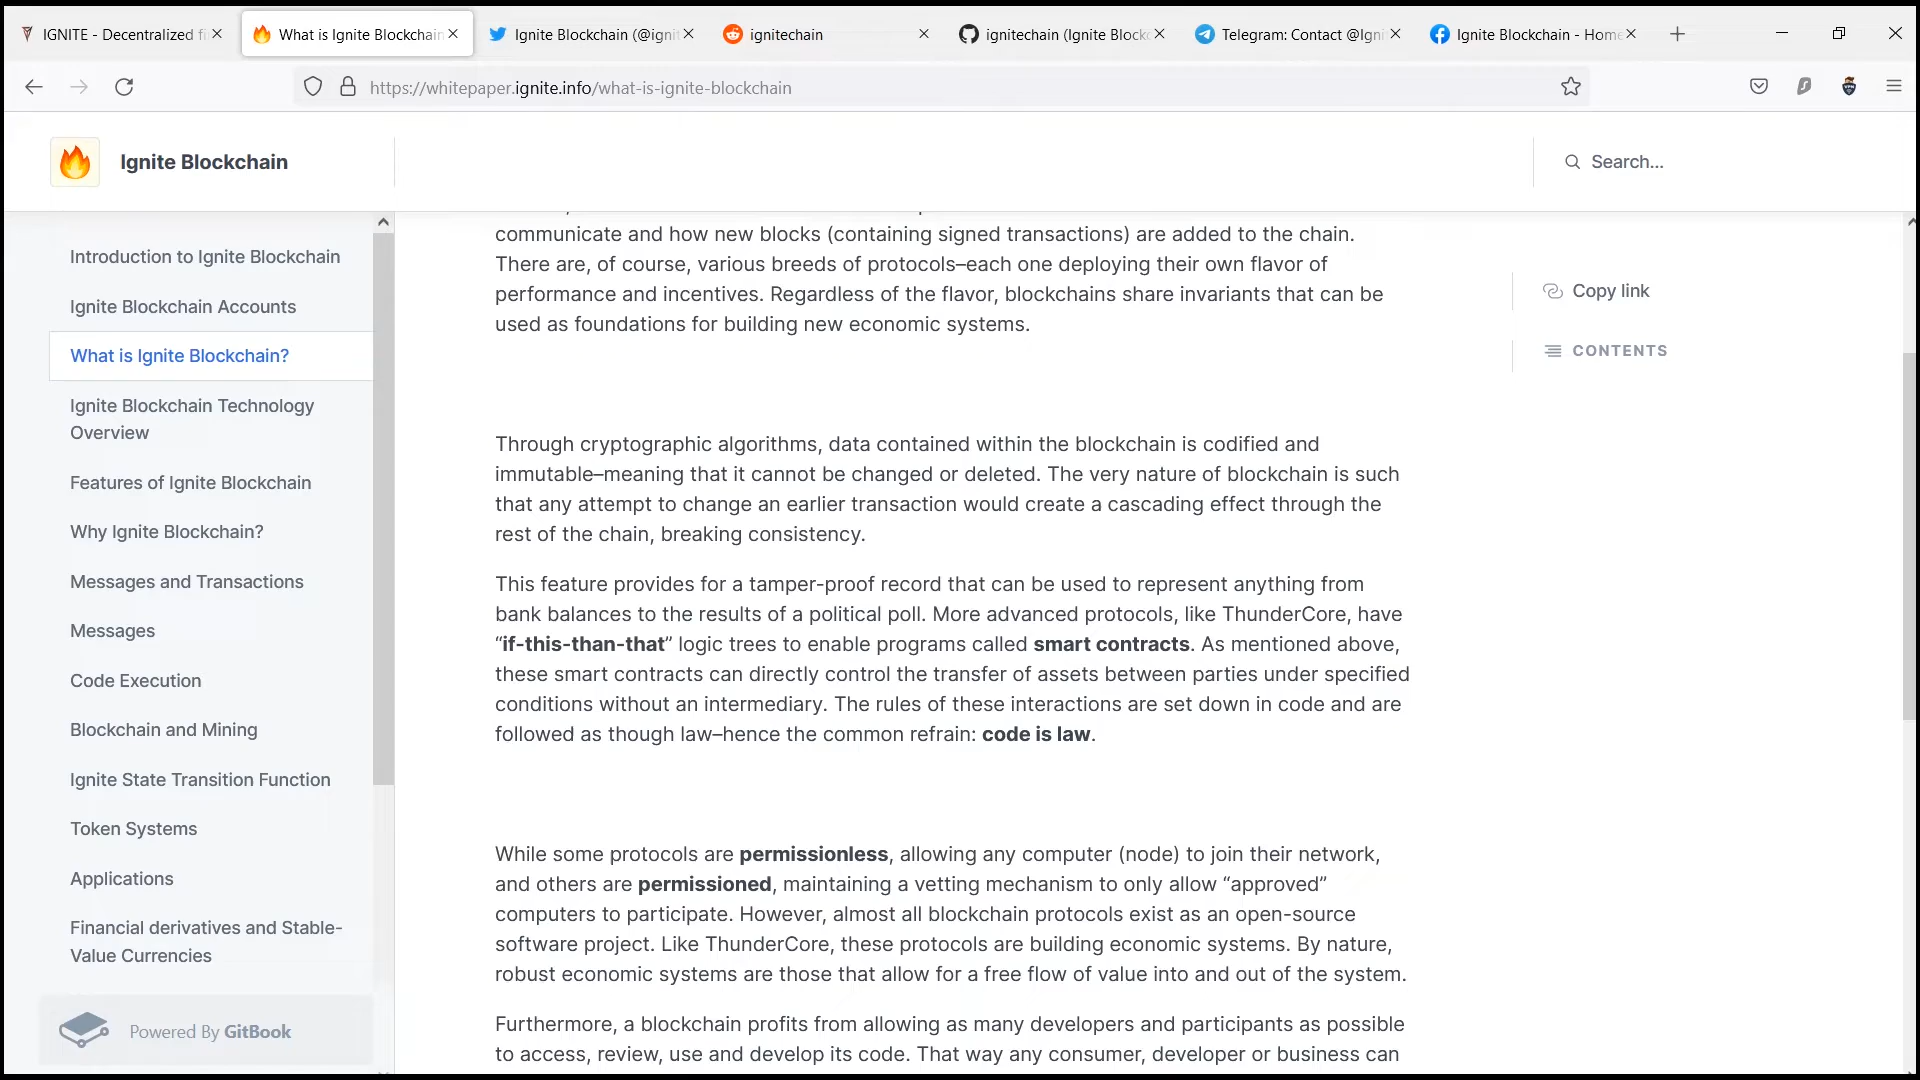 IGNITE - Decentralized fi
What is Ignite Blockchain
Ignite Blockchain (@ignit
ignitechain
ignitechain (Ignite Blockc
Telegram: Contact @Igni
Ignite Blockchain - Home
https://whitepaper.ignite.info/what-is-ignite-blockchain
Ignite Blockchain
Search...
Introduction to Ignite Blockchain
Ignite Blockchain Accounts
What is Ignite Blockchain?
Ignite Blockchain Technology
Overview
Features of Ignite Blockchain
Why Ignite Blockchain?
Messages and Transactions
Messages
Code Execution
Blockchain and Mining
Ignite State Transition Function
Token Systems
Applications
Financial derivatives and Stable-
Value Currencies
Powered By GitBook
communicate and how new blocks (containing signed transactions) are added to the chain.
There are, of course, various breeds of protocols–each one deploying their own flavor of
performance and incentives. Regardless of the flavor, blockchains share invariants that can be
used as foundations for building new economic systems.
Through cryptographic algorithms, data contained within the blockchain is codified and
immutable–meaning that it cannot be changed or deleted. The very nature of blockchain is such
that any attempt to change an earlier transaction would create a cascading effect through the
rest of the chain, breaking consistency.
This feature provides for a tamper-proof record that can be used to represent anything from
bank balances to the results of a political poll. More advanced protocols, like ThunderCore, have
“if-this-than-that” logic trees to enable programs called smart contracts. As mentioned above,
these smart contracts can directly control the transfer of assets between parties under specified
conditions without an intermediary. The rules of these interactions are set down in code and are
followed as though law–hence the common refrain: code is law.
While some protocols are permissionless, allowing any computer (node) to join their network,
and others are permissioned, maintaining a vetting mechanism to only allow “approved”
computers to participate. However, almost all blockchain protocols exist as an open-source
software project. Like ThunderCore, these protocols are building economic systems. By nature,
robust economic systems are those that allow for a free flow of value into and out of the system.
Furthermore, a blockchain profits from allowing as many developers and participants as possible
to access, review, use and develop its code. That way any consumer, developer or business can
Copy link
CONTENTS